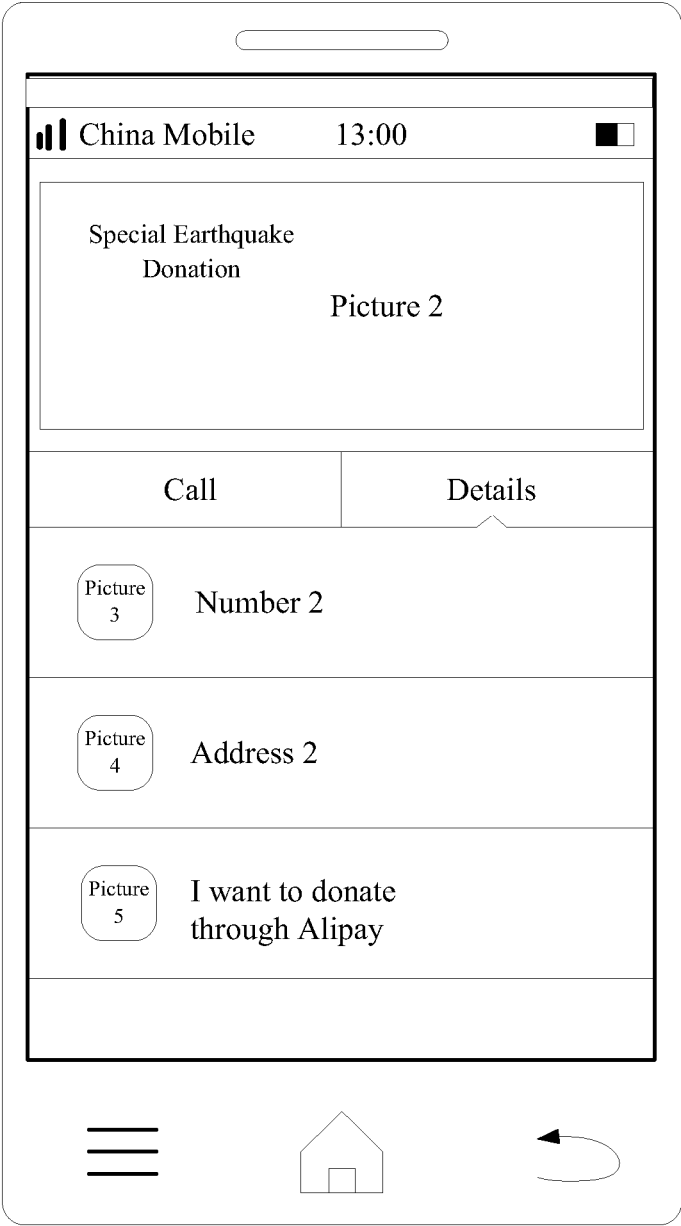 China Mobile 13:00
Special Earthquake
Donation
Picture 2
Call Details
Picture
3
Number 2
Picture
4
Address 2
Picture
5
I want to donate
through Alipay